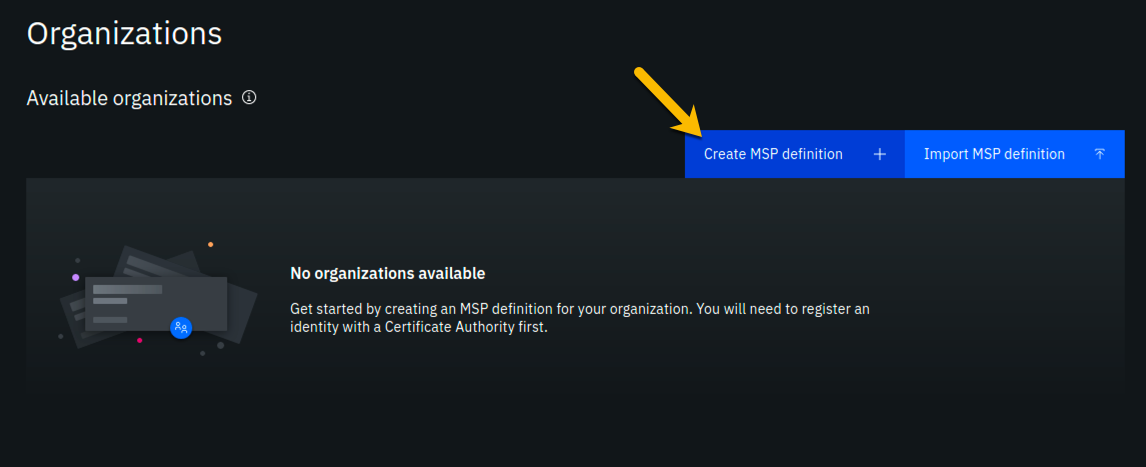 Organizations
Available organizations
Create MSP definition
Import MSP definition
No organizations available
Get started by creating an MSP definition for your organization. You will need to register an
identity with a Certificate Authority first.